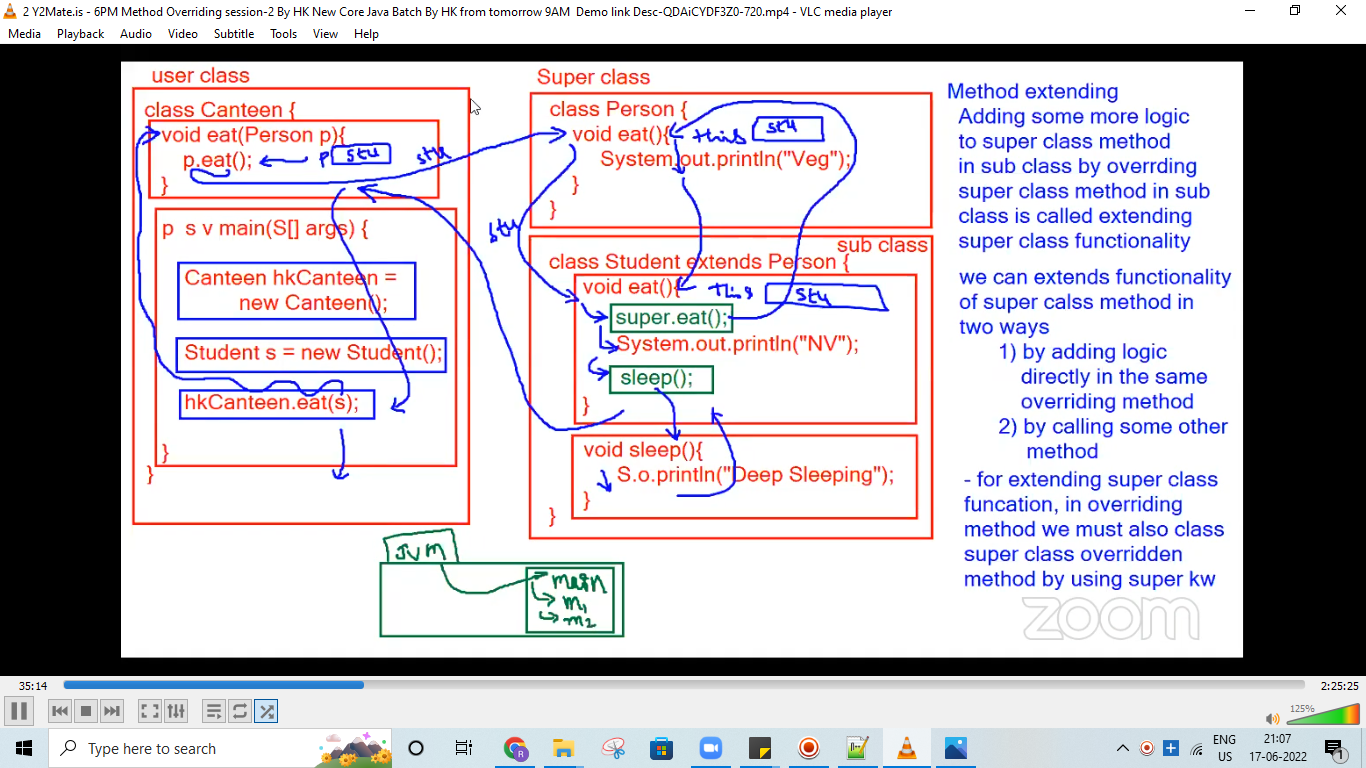 2 Y2Mate.is - 6PM Method Overriding session-2 By HK New Core Java Batch By HK from tomorrow 9AM Demo link Desc-QDAiCYDF3Z0-720.mp4 - VLC media player
Media Playback Audio Video Subtitle Tools View Help
user class
class Canteen {
void eat(Person p){
p.eat();
p stu
}
stu
p s v main(S[] args) {
Canteen hkCanteen =
new Canteen();
Student s = new Student();
hkCanteen.eat(s);
}
}
Super class
class Person {
void eat(){
this stu
System.out.println("Veg");
}
}
stu
sub class
class Student extends Person {
void eat(){
this stu
super.eat();
System.out.println("NV");
sleep();
}
void sleep(){
S.o.println("Deep Sleeping");
}
}
JVM
main
m1
m2
Method extending
Adding some more logic
to super class method
in sub class by overrding
super class method in sub
class is called extending
super class functionality
we can extends functionality
of super calss method in
two ways
1) by adding logic
directly in the same
overriding method
2) by calling some other
method
- for extending super class
funcation, in overriding
method we must also class
super class overridden
method by using super kw
zoom
35:14
2:25:25
125%
Type here to search
R
ENG
US
21:07
17-06-2022
1